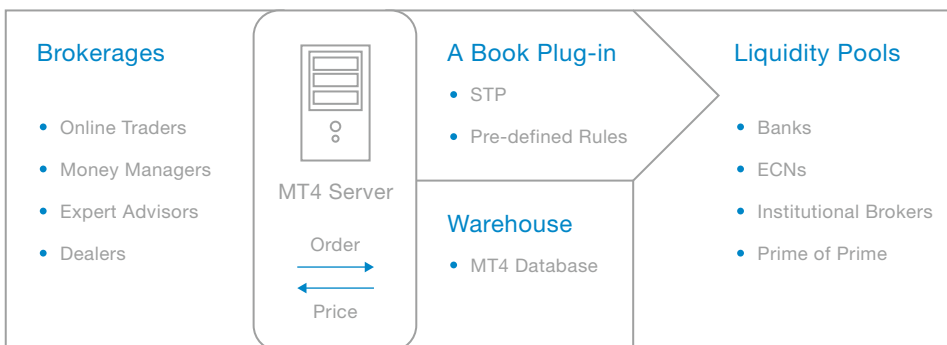 Brokerages
Online Traders
Money Managers
Expert Advisors
Dealers
MT4 Server
Order
Price
A Book Plug-in
STP
Pre-defined Rules
Warehouse
MT4 Database
Liquidity Pools
Banks
ECNs
Institutional Brokers
Prime of Prime